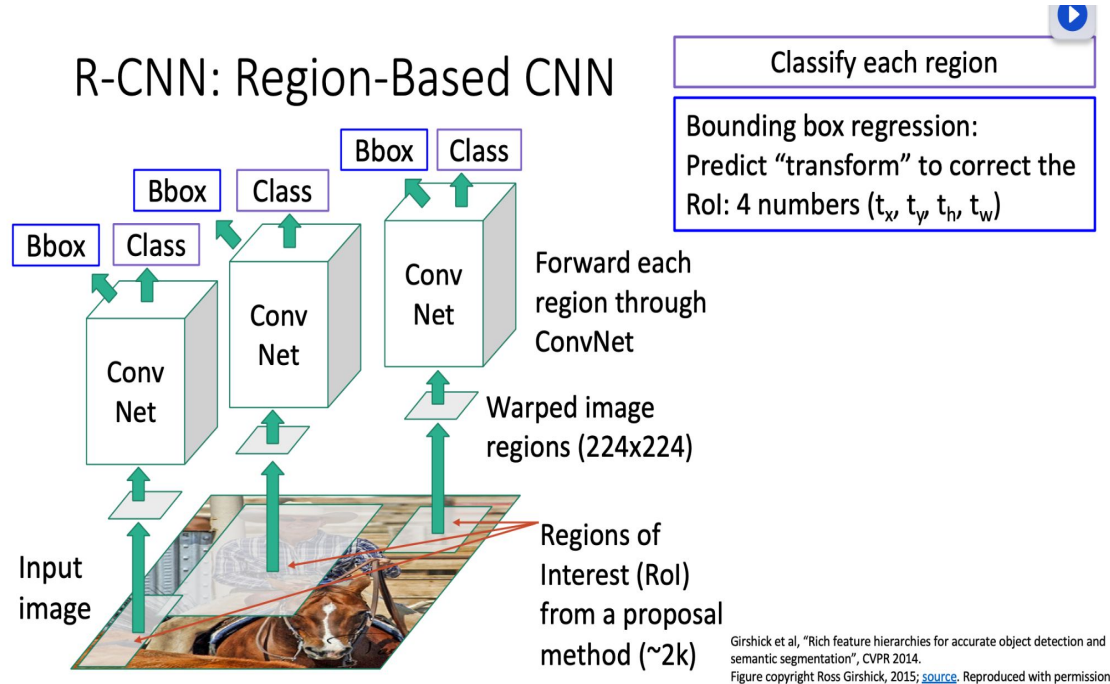 R-CNN: Region-Based CNN
Classify each region
Bounding box regression:
Predict “transform” to correct the
RoI: 4 numbers (tx, ty, th, tw)
Bbox
Class
Bbox
Class
Bbox
Class
Conv
Net
Conv
Net
Conv
Net
Forward each
region through
ConvNet
Warped image
regions (224x224)
Input
image
Regions of
Interest (RoI)
from a proposal
method (~2k)
Girshick et al, “Rich feature hierarchies for accurate object detection and
semantic segmentation”, CVPR 2014.
Figure copyright Ross Girshick, 2015; source. Reproduced with permission